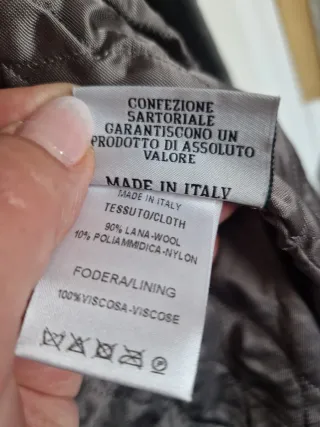 CONFEZIONE
SARTORIALE
GARANTISCONO UN
PRODOTTO DI ASSOLUTO
VALORE
MADE IN ITALY
MADE IN ITALY
TESSUTO/CLOTH
90% LANA-WOOL
10% POLIAMMIDICA-NYLON
FODERA/LINING
100%VISCOSA-VISCOSE